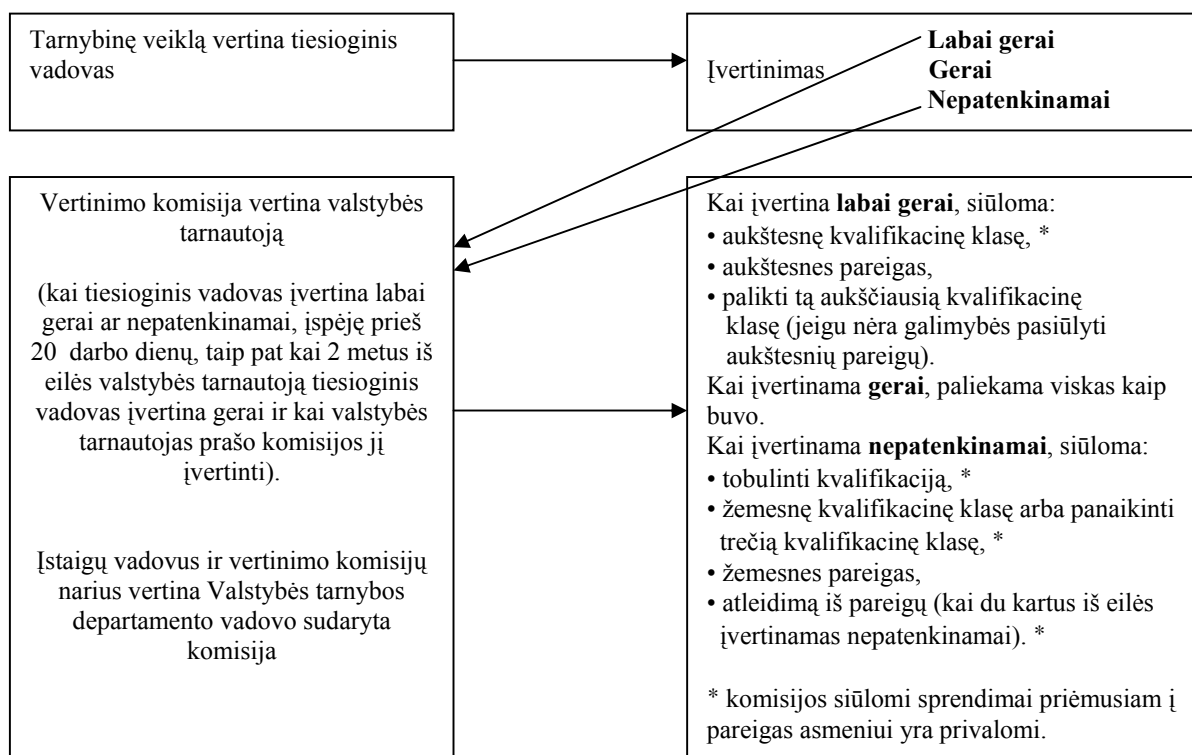 Tarnybinę veiklą vertina tiesioginis
vadovas
Labai gerai
Įvertinimas Gerai
Nepatenkinamai
Vertinimo komisija vertina valstybės
tarnautoją
(kai tiesioginis vadovas įvertina labai
gerai ar nepatenkinamai, įspėję prieš
20 darbo dienų, taip pat kai 2 metus iš
eilės valstybės tarnautoją tiesioginis
vadovas įvertina gerai ir kai valstybės
tarnautojas prašo komisijos jį
įvertinti).
Įstaigų vadovus ir vertinimo komisijų
narius vertina Valstybės tarnybos
departamento vadovo sudaryta
komisija
Kai įvertina labai gerai, siūloma:
• aukštesnę kvalifikacinę klasę, *
• aukštesnes pareigas,
• palikti tą aukščiausią kvalifikacinę
klasę (jeigu nėra galimybės pasiūlyti
aukštesnių pareigų).
Kai įvertinama gerai, paliekama viskas kaip
buvo.
Kai įvertinama nepatenkinamai, siūloma:
• tobulinti kvalifikaciją, *
• žemesnę kvalifikacinę klasę arba panaikinti
trečią kvalifikacinę klasę, *
• žemesnes pareigas,
• atleidimą iš pareigų (kai du kartus iš eilės
įvertinamas nepatenkinamai). *
* komisijos siūlomi sprendimai priėmusiam į
pareigas asmeniui yra privalomi.